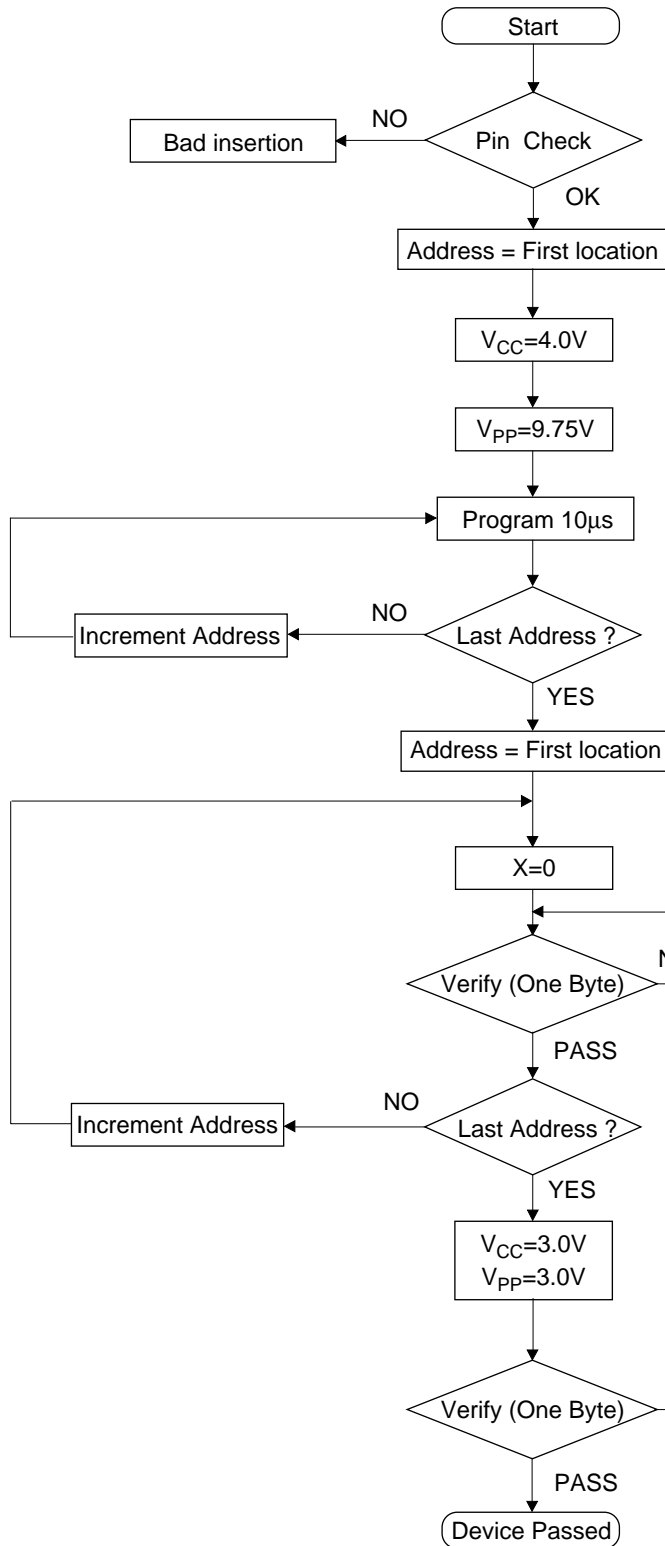 Start
NO
Pin Check
Bad insertion
OK
Address = First location
VCC=4.0V
VPP=9.75V
Program 10µs
NO
Last Address ?
Increment Address
YES
Address = First location
X=0
Verify (One Byte)
PASS
NO
Last Address ?
Increment Address
YES
VCC=3.0V
VPP=3.0V
Verify (One Byte)
PASS
Device Passed